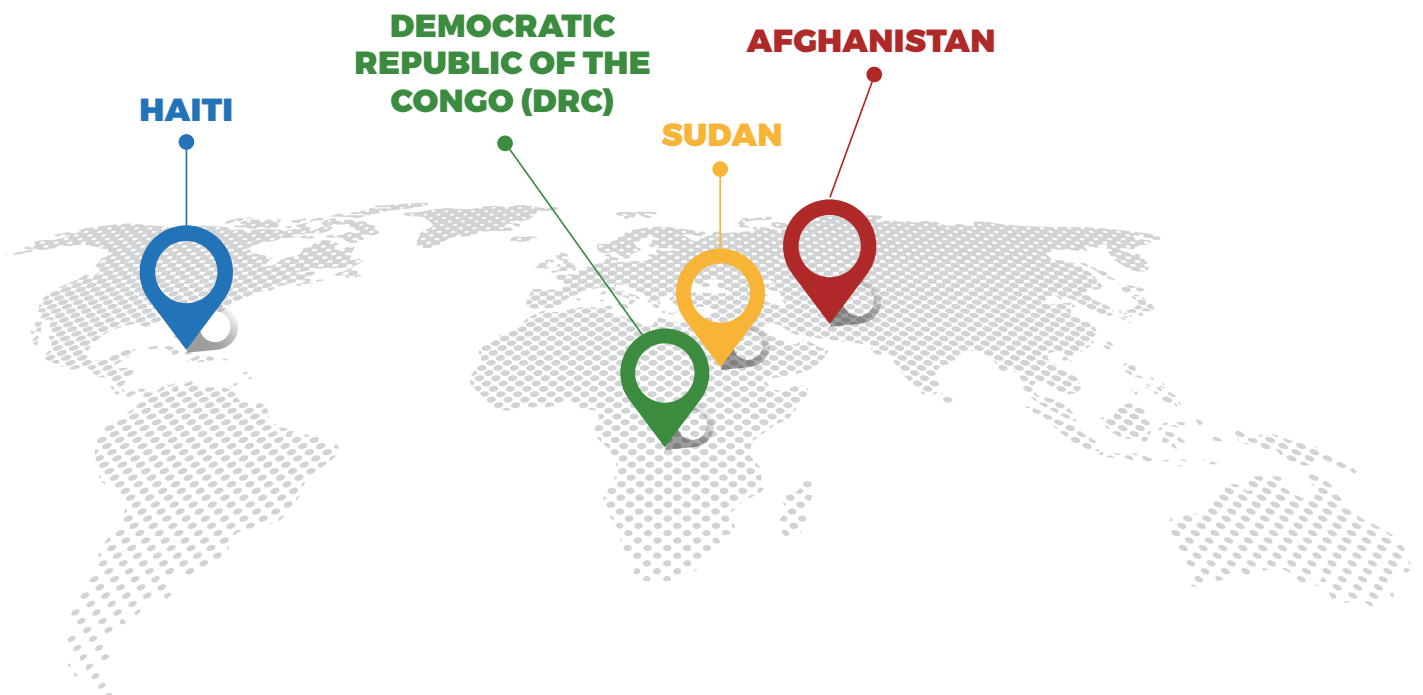 DEMOCRATIC
REPUBLIC OF THE
CONGO (DRC)
AFGHANISTAN
HAITI
SUDAN